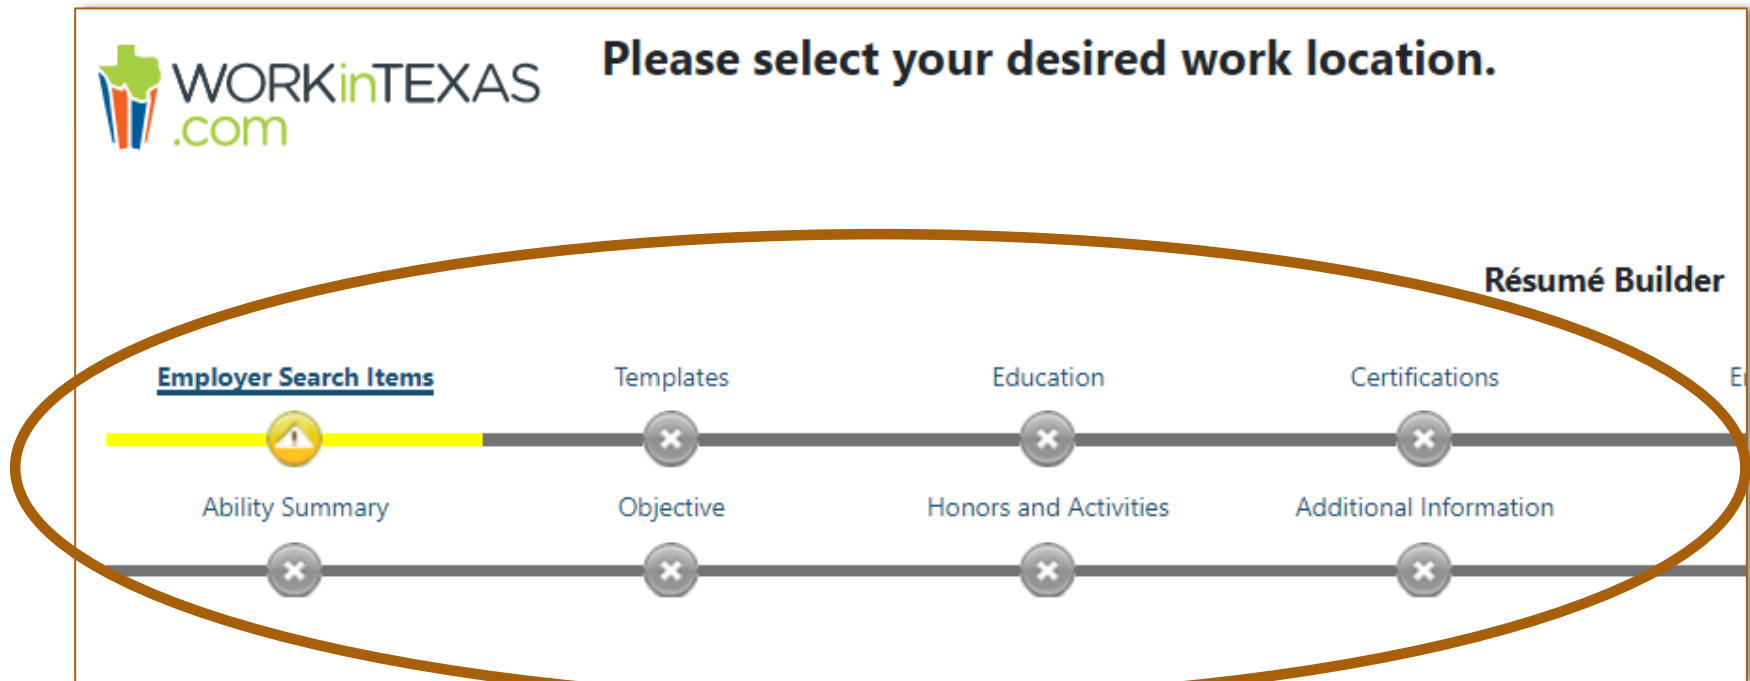 WORKinTEXAS
.com
Please select your desired work location.
Résumé Builder
Employer Search Items
Templates
Education
Certifications
Ability Summary
Objective
Honors and Activities
Additional Information